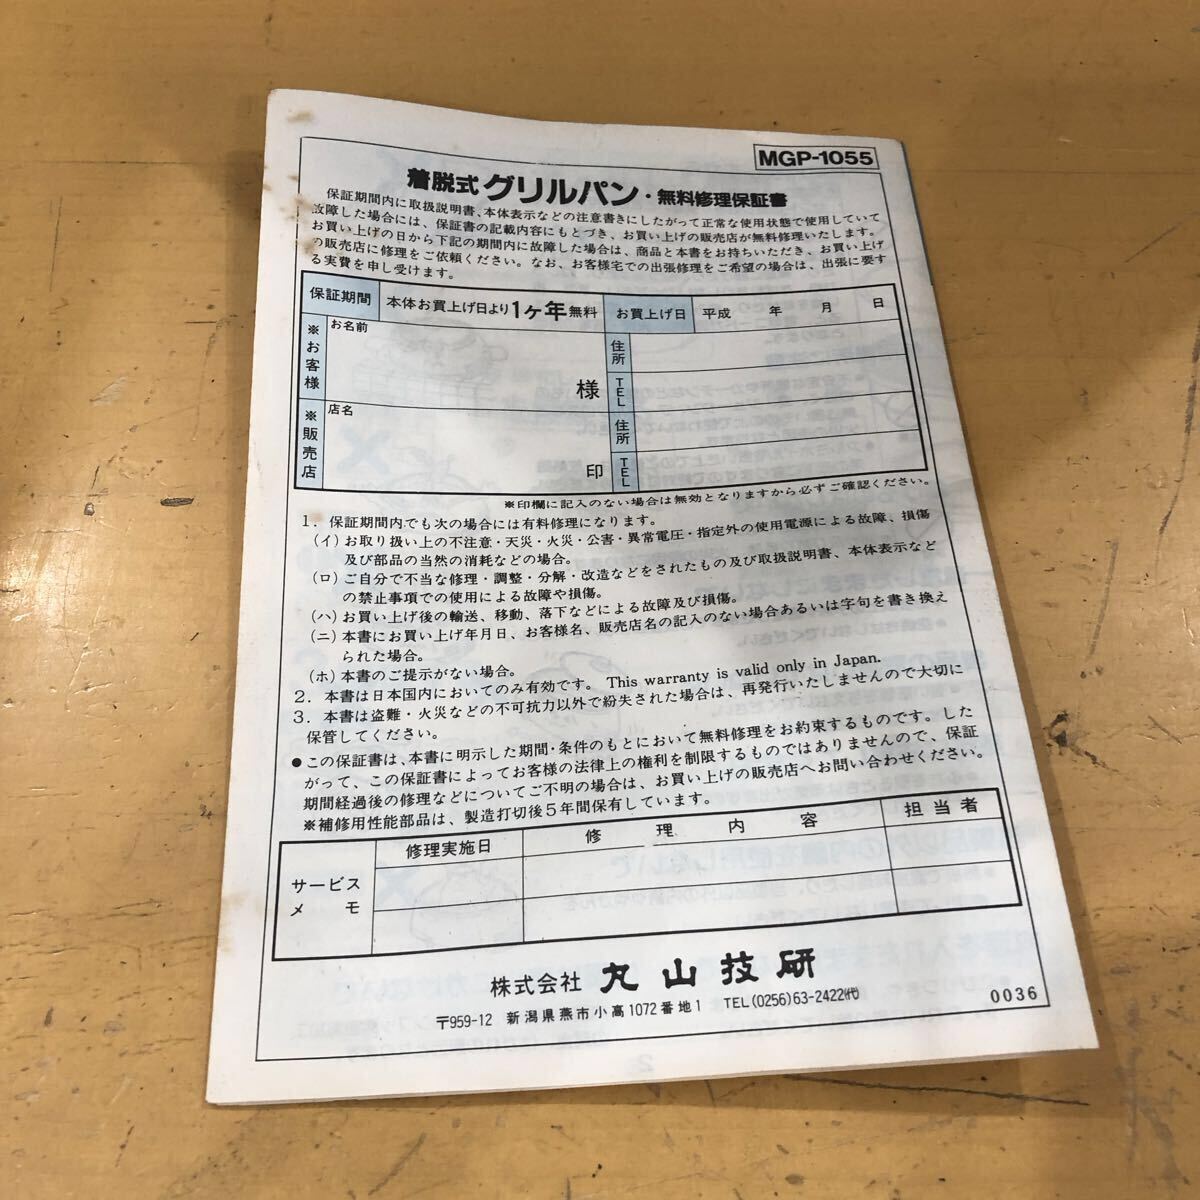 MGP-1055
着脱式グリルパン・無料修理保証書
保証期間内に取扱説明書、本体表示などの注意書きにしたがって正常な使用状態で使用していて
故障した場合には、保証書の記載内容にもとづき、お買い上げの販売店が無料修理いたします。
お買い上げの日から下記の期間内に故障した場合は、商品と本書をお持ちいただき、お買い上げ
の販売店に修理をご依頼ください。なお、お客様宅での出張修理をご希望の場合は、出張に要す
る実費を申し受けます。
保証期間 本体お買上げ日より1ヶ年無料 お買上げ日 平成 年 月 日
※お客様 お名前 様 住所 TEL
※販売店 店名 印 住所 TEL
※印欄に記入のない場合は無効となりますから必ずご確認ください。
1. 保証期間内でも次の場合には有料修理になります。
(イ) お取り扱い上の不注意・天災・火災・公害・異常電圧・指定外の使用電源による故障、損傷
及び部品の当然の消耗などの場合。
(ロ) ご自分で不当な修理・調整・分解・改造などをされたもの及び取扱説明書、本体表示など
の禁止事項での使用による故障や損傷。
(ハ) お買い上げ後の輸送、移動、落下などによる故障及び損傷。
(ニ) 本書にお買い上げ年月日、お客様名、販売店名の記入のない場合あるいは字句を書き換え
られた場合。
(ホ) 本書のご提示がない場合。
2. 本書は日本国内においてのみ有効です。 This warranty is valid only in Japan.
3. 本書は盗難・火災などの不可抗力以外で紛失された場合は、再発行いたしませんので大切に
保管してください。
●この保証書は、本書に明示した期間・条件のもとにおいて無料修理をお約束するものです。した
がって、この保証書によってお客様の法律上の権利を制限するものではありませんので、保証
期間経過後の修理などについてご不明の場合は、お買い上げの販売店へお問い合わせください。
※補修用性能部品は、製造打切後5年間保有しています。
サービスメモ 修理実施日 修理内容 担当者
株式会社 丸山技研
〒959-12 新潟県燕市小高1072番地1 TEL(0256)63-2422㈹
0036